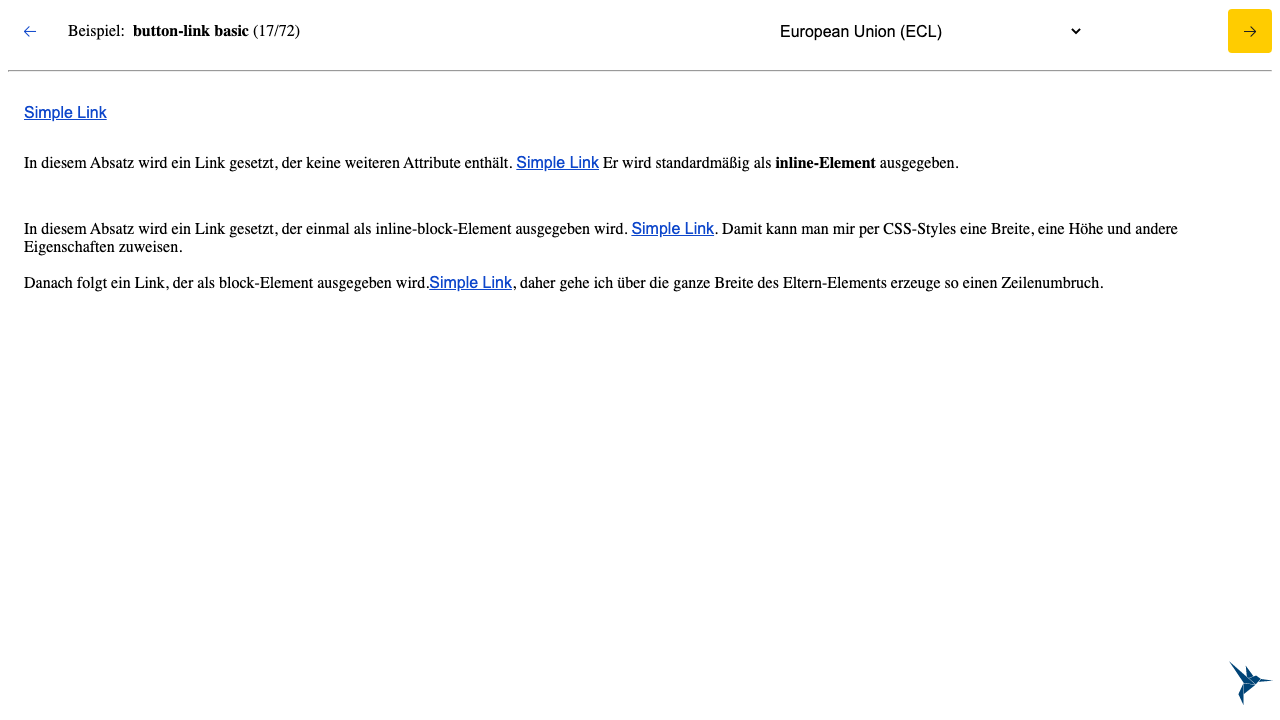 Beispiel: button-link basic (17/72)
European Union (ECL)
Simple Link
In diesem Absatz wird ein Link gesetzt, der keine weiteren Attribute enthält. Simple Link Er wird standardmäßig als inline-Element ausgegeben.
In diesem Absatz wird ein Link gesetzt, der einmal als inline-block-Element ausgegeben wird. Simple Link. Damit kann man mir per CSS-Styles eine Breite, eine Höhe und andere
Eigenschaften zuweisen.
Danach folgt ein Link, der als block-Element ausgegeben wird.Simple Link, daher gehe ich über die ganze Breite des Eltern-Elements erzeuge so einen Zeilenumbruch.